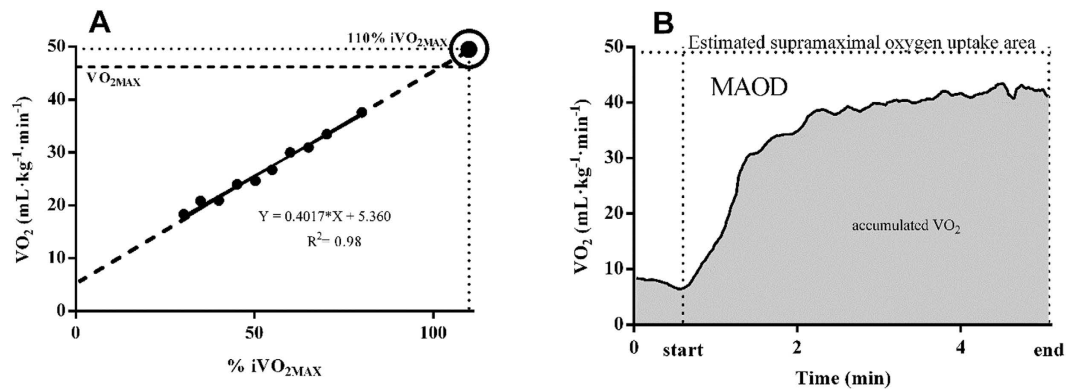 A
110% iVO₂MAX
VO₂MAX
50
40
30
20
10
0
VO₂ (mL·kg⁻¹·min⁻¹)
Y = 0.4017*X + 5.360
R²= 0.98
0
50
100
% iVO₂MAX
B
Estimated supramaximal oxygen uptake area
MAOD
50
40
30
20
10
0
VO₂ (mL·kg⁻¹·min⁻¹)
accumulated VO₂
0
start
2
4
end
Time (min)